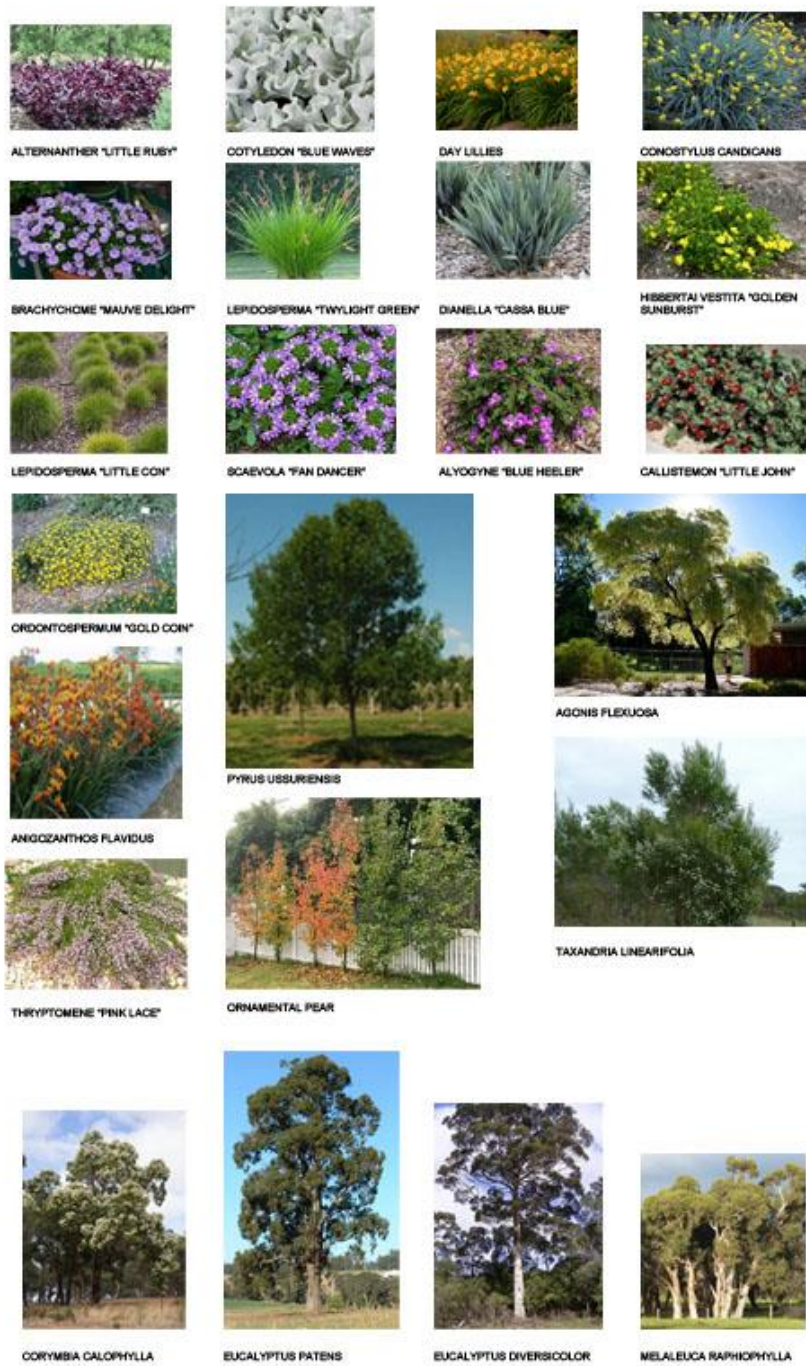 ALTERNANTHER "LITTLE RUBY"
COTYLEDON "BLUE WAVES"
DAY LILLIES
CONOSTYLUS CANDICANS
BRACHYCHOME "MAUVE DELIGHT"
LEPIDOSPERMA "TWYLIGHT GREEN"
DIANELLA "CASSA BLUE"
HIBBERTAI VESTITA "GOLDEN
SUNBURST"
LEPIDOSPERMA "LITTLE CON"
SCAEVOLA "FAN DANCER"
ALYOGYNE "BLUE HEELER"
CALLISTEMON "LITTLE JOHN"
ORDONTOSPERMUM "GOLD COIN"
AGONIS FLEXUOSA
PYRUS USSURIENSIS
ANIGOZANTHOS FLAVIDUS
TAXANDRIA LINEARIFOLIA
THRYPTOMENE "PINK LACE"
ORNAMENTAL PEAR
CORYMBIA CALOPHYLLA
EUCALYPTUS PATENS
EUCALYPTUS DIVERSICOLOR
MELALEUCA RAPHIOPHYLLA